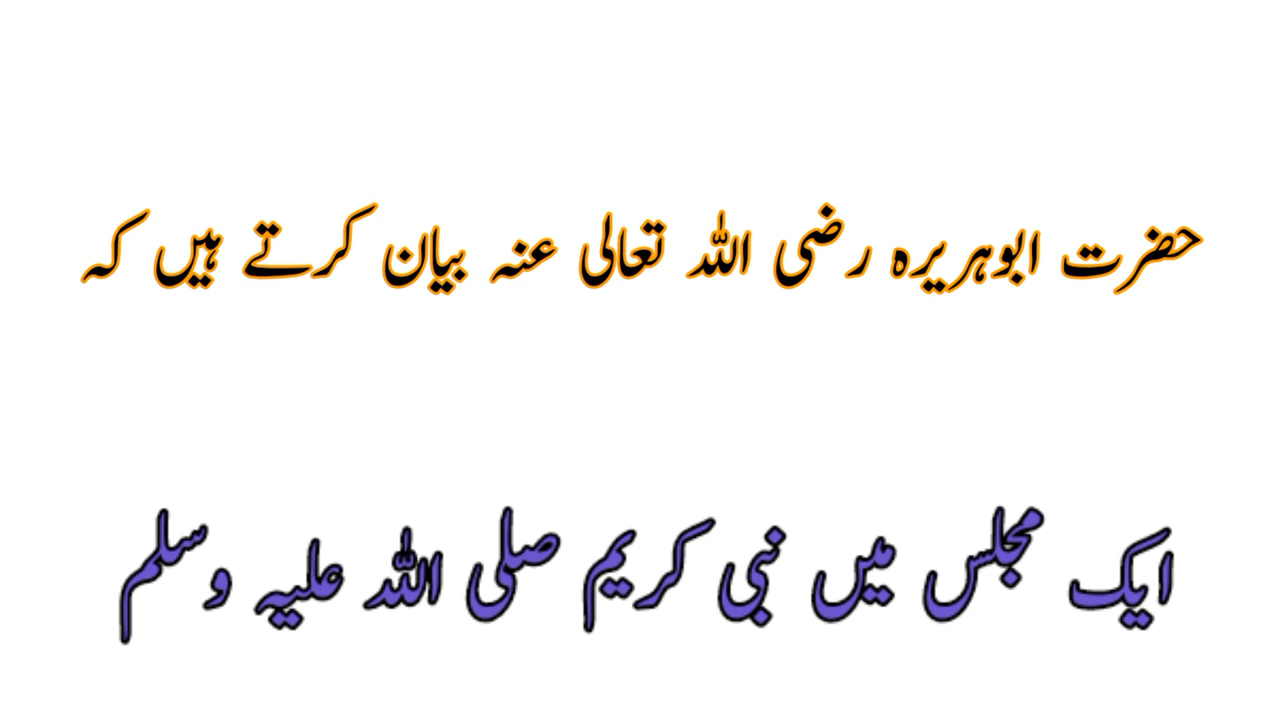 حضرت ابوہریرہ رضی اللہ تعالی عنہ بیان کرتے ہیں کہ
ایک مجلس میں نبی کریم صلی اللہ علیہ وسلم